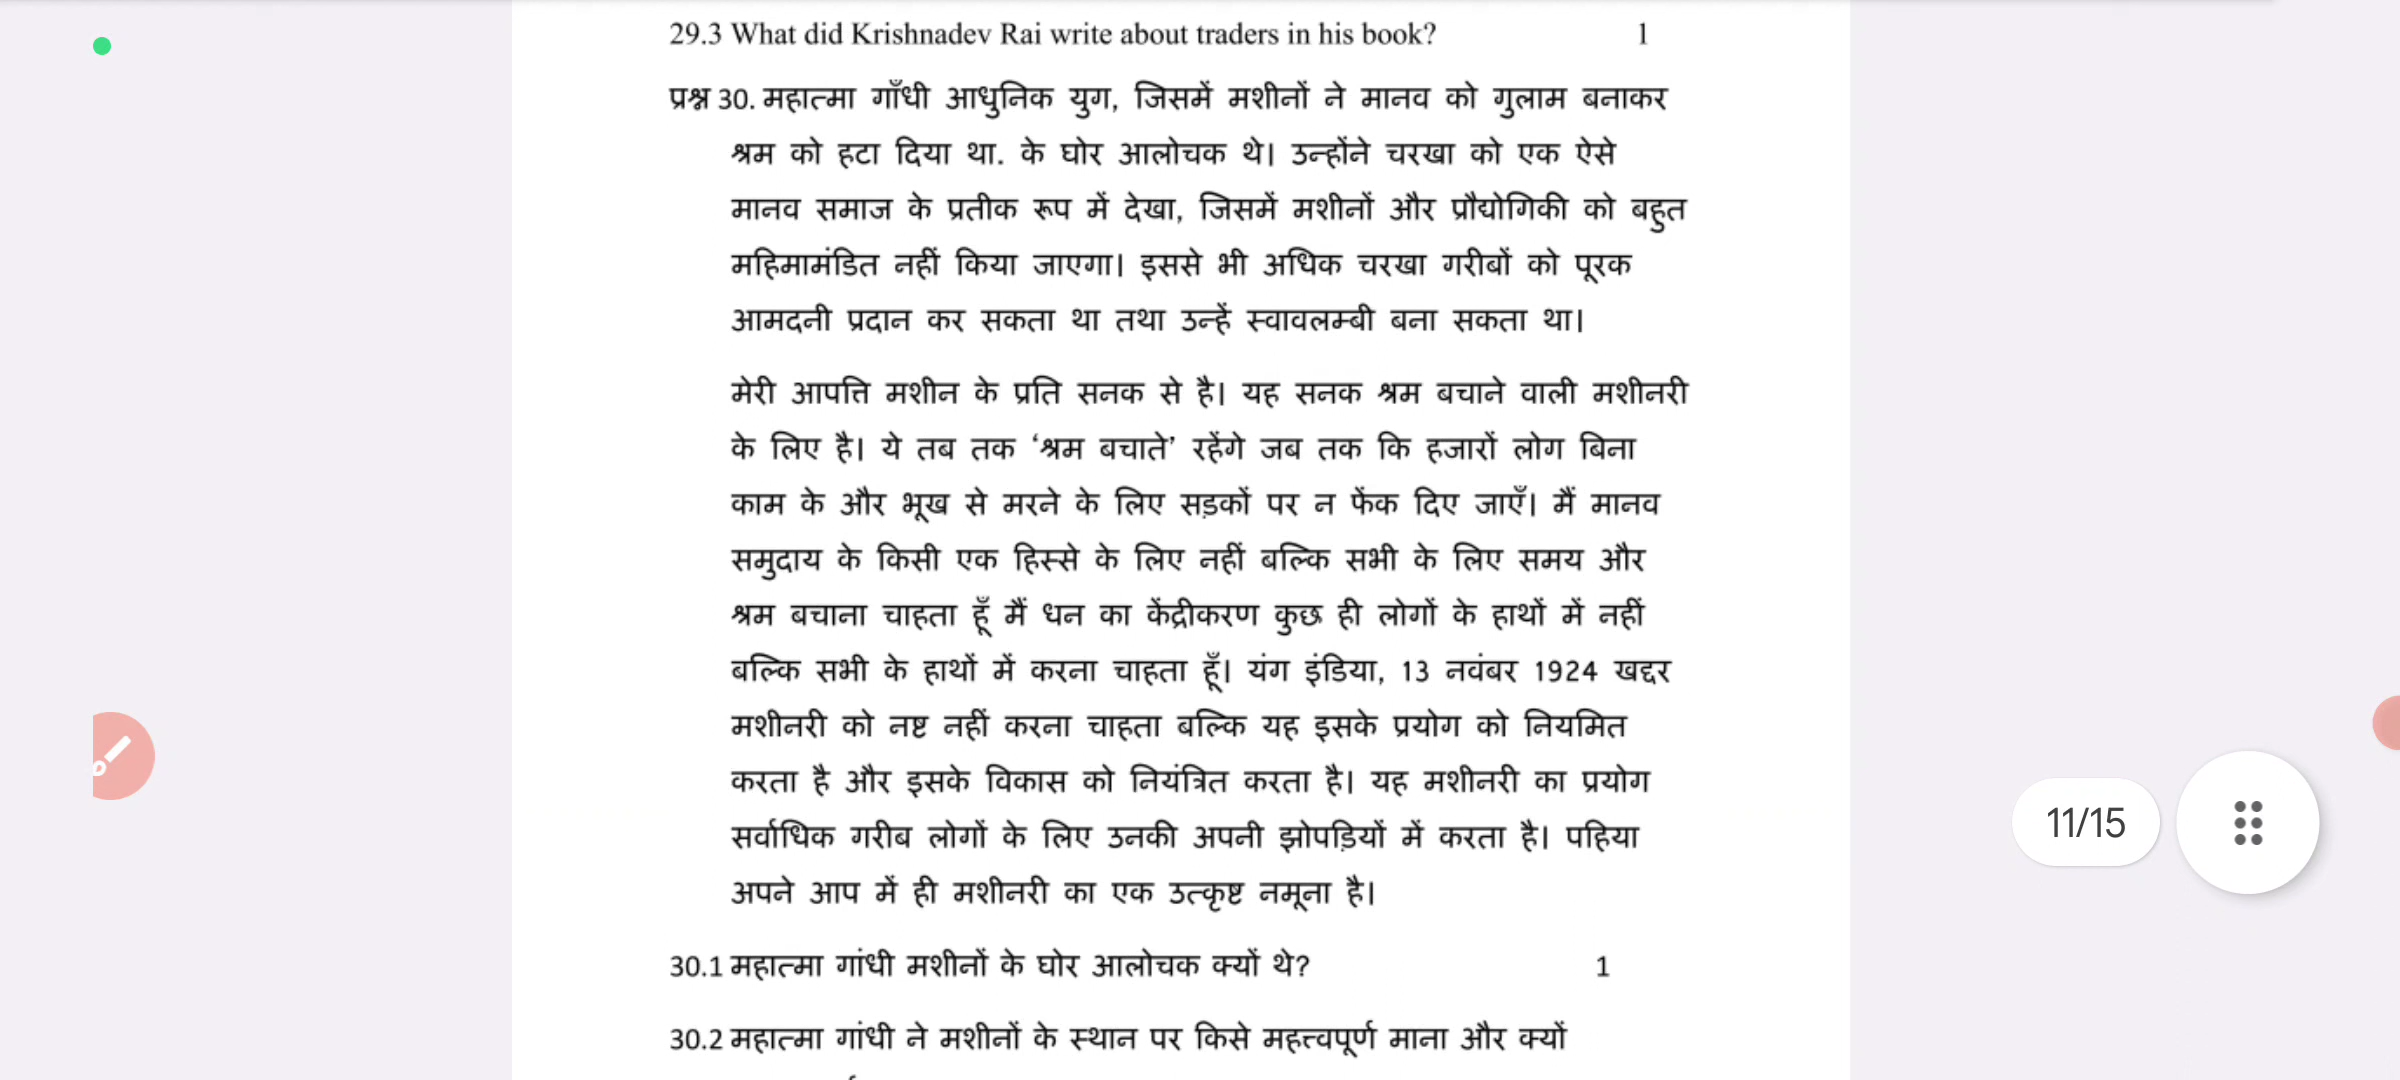 29.3 What did Krishnadev Rai write about traders in his book? 1
प्रश्न 30. महात्मा गाँधी आधुनिक युग, जिसमें मशीनों ने मानव को गुलाम बनाकर
श्रम को हटा दिया था. के घोर आलोचक थे। उन्होंने चरखा को एक ऐसे
मानव समाज के प्रतीक रूप में देखा, जिसमें मशीनों और प्रौद्योगिकी को बहुत
महिमामंडित नहीं किया जाएगा। इससे भी अधिक चरखा गरीबों को पूरक
आमदनी प्रदान कर सकता था तथा उन्हें स्वावलम्बी बना सकता था।
मेरी आपत्ति मशीन के प्रति सनक से है। यह सनक श्रम बचाने वाली मशीनरी
के लिए है। ये तब तक ‘श्रम बचाते’ रहेंगे जब तक कि हजारों लोग बिना
काम के और भूख से मरने के लिए सड़कों पर न फेंक दिए जाएँ। मैं मानव
समुदाय के किसी एक हिस्से के लिए नहीं बल्कि सभी के लिए समय और
श्रम बचाना चाहता हूँ मैं धन का केंद्रीकरण कुछ ही लोगों के हाथों में नहीं
बल्कि सभी के हाथों में करना चाहता हूँ। यंग इंडिया, 13 नवंबर 1924 खद्दर
मशीनरी को नष्ट नहीं करना चाहता बल्कि यह इसके प्रयोग को नियमित
करता है और इसके विकास को नियंत्रित करता है। यह मशीनरी का प्रयोग
सर्वाधिक गरीब लोगों के लिए उनकी अपनी झोपड़ियों में करता है। पहिया
अपने आप में ही मशीनरी का एक उत्कृष्ट नमूना है।
30.1 महात्मा गांधी मशीनों के घोर आलोचक क्यों थे? 1
30.2 महात्मा गांधी ने मशीनों के स्थान पर किसे महत्त्वपूर्ण माना और क्यों
11/15